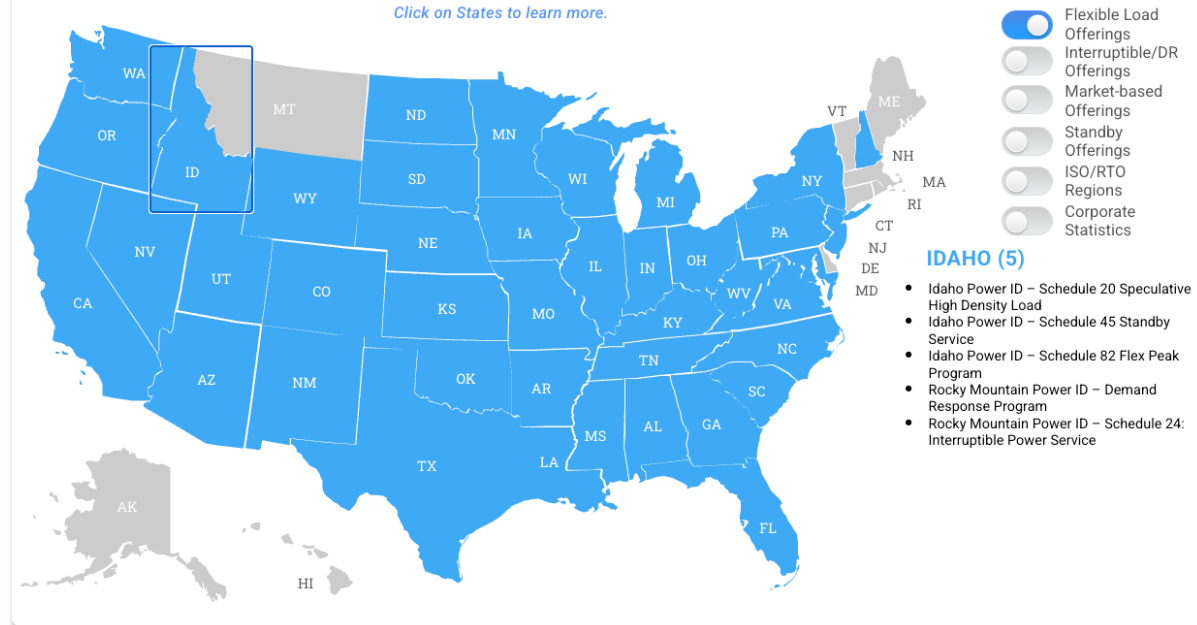 Click on States to learn more.
Flexible Load
Offerings
Interruptible/DR
Offerings
Market-based
Offerings
Standby
Offerings
ISO/RTO
Regions
Corporate
Statistics
WA
MT
ND
MN
VT
ME
OR
ID
SD
WI
NH
WY
MI
NY
MA
RI
NV
NE
IA
PA
CT
NJ
UT
CO
IL
IN
OH
DE
CA
KS
MO
WV
VA
MD
KY
AZ
NM
OK
AR
TN
NC
SC
MS
AL
GA
TX
LA
AK
FL
HI
IDAHO (5)
• Idaho Power ID – Schedule 20 Speculative
High Density Load
• Idaho Power ID – Schedule 45 Standby
Service
• Idaho Power ID – Schedule 82 Flex Peak
Program
• Rocky Mountain Power ID – Demand
Response Program
• Rocky Mountain Power ID – Schedule 24:
Interruptible Power Service